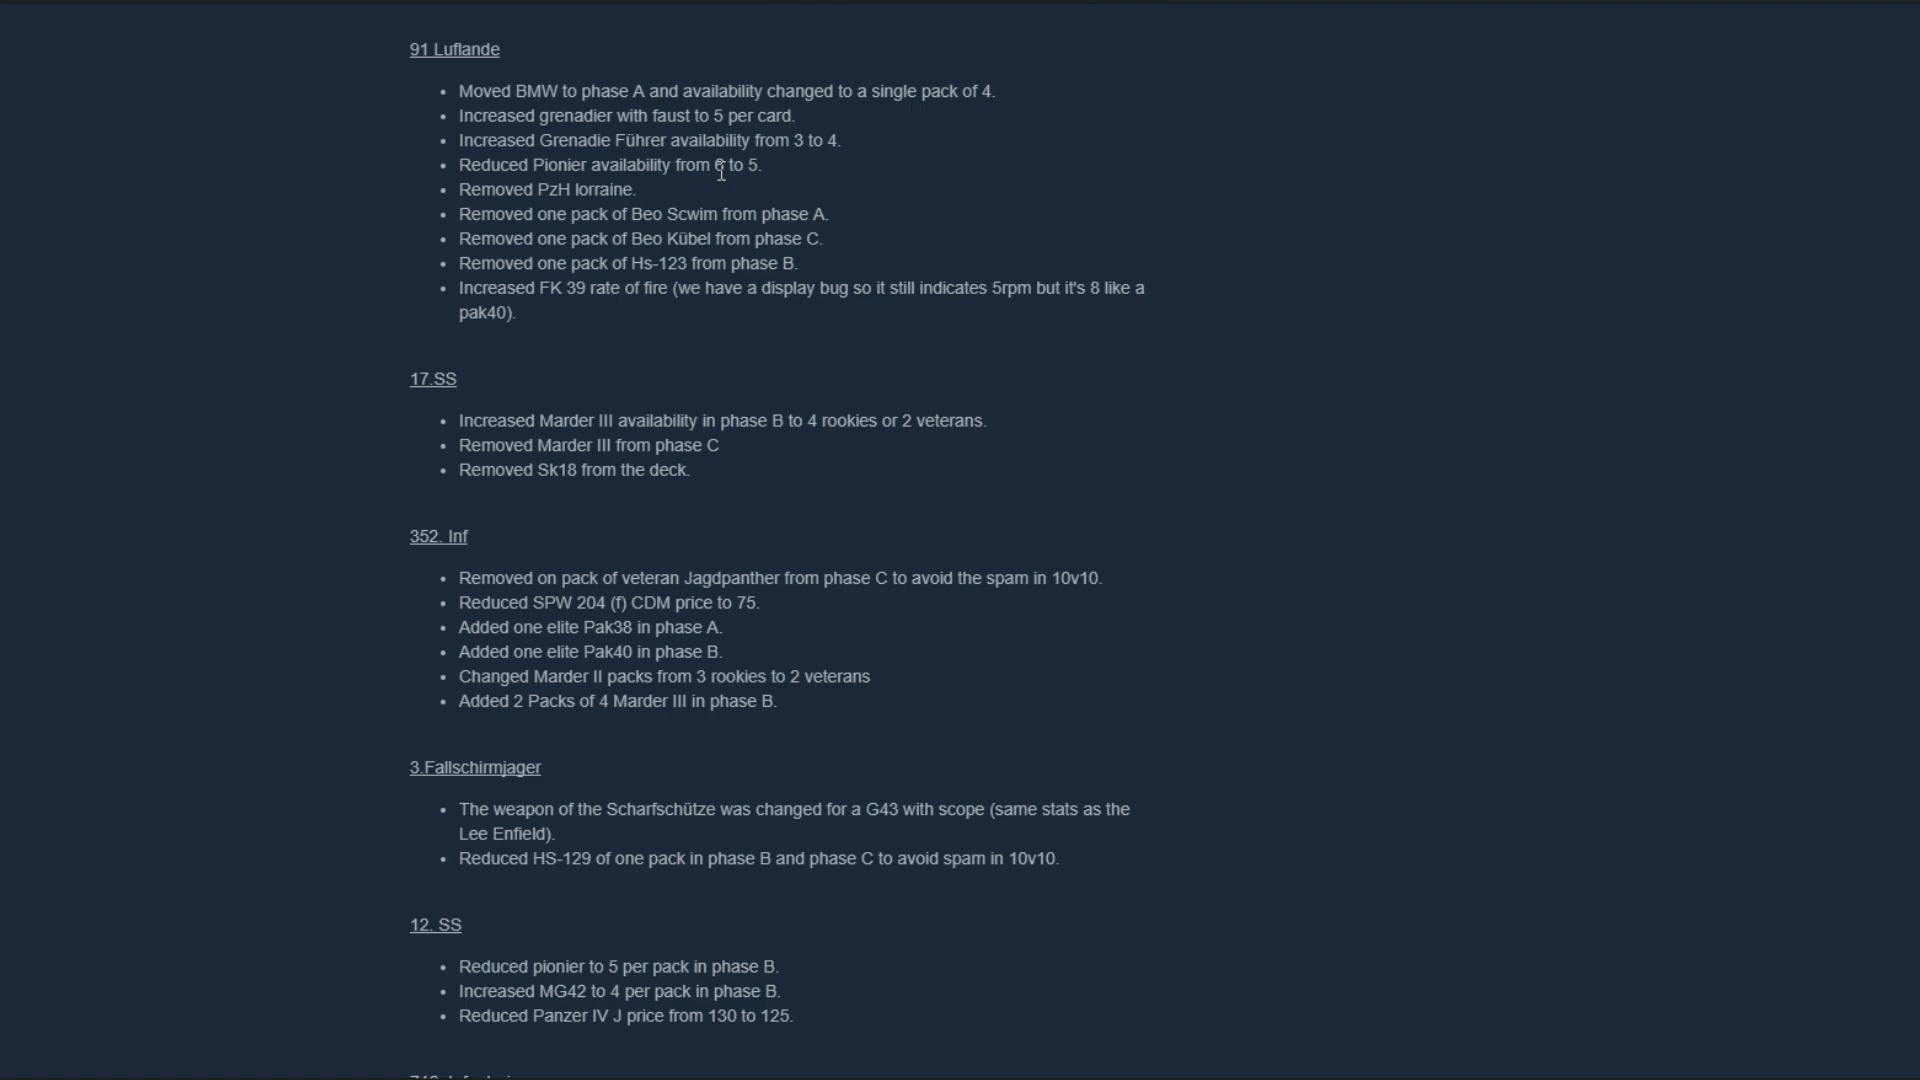 91 Luflande
• Moved BMW to phase A and availability changed to a single pack of 4.
• Increased grenadier with faust to 5 per card.
• Increased Grenadie Führer availability from 3 to 4.
• Reduced Pionier availability from 6 to 5.
• Removed PzH lorraine.
• Removed one pack of Beo Scwim from phase A.
• Removed one pack of Beo Kübel from phase C.
• Removed one pack of Hs-123 from phase B.
• Increased FK 39 rate of fire (we have a display bug so it still indicates 5rpm but it's 8 like a
pak40).
17.SS
• Increased Marder III availability in phase B to 4 rookies or 2 veterans.
• Removed Marder III from phase C
• Removed Sk18 from the deck.
352. Inf
• Removed on pack of veteran Jagdpanther from phase C to avoid the spam in 10v10.
• Reduced SPW 204 (f) CDM price to 75.
• Added one elite Pak38 in phase A.
• Added one elite Pak40 in phase B.
• Changed Marder II packs from 3 rookies to 2 veterans
• Added 2 Packs of 4 Marder III in phase B.
3.Fallschirmjager
• The weapon of the Scharfschütze was changed for a G43 with scope (same stats as the
Lee Enfield).
• Reduced HS-129 of one pack in phase B and phase C to avoid spam in 10v10.
12. SS
• Reduced pionier to 5 per pack in phase B.
• Increased MG42 to 4 per pack in phase B.
• Reduced Panzer IV J price from 130 to 125.